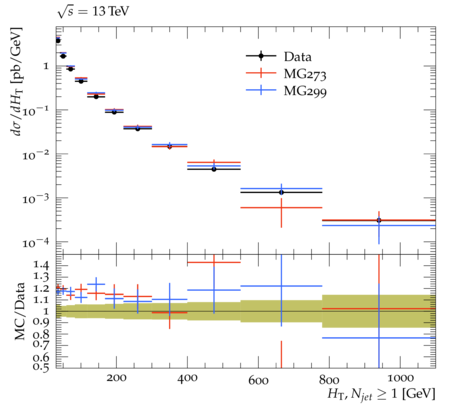 √s = 13 TeV
dσ/dH_T [pb/GeV]
1
10⁻¹
10⁻²
10⁻³
10⁻⁴
Data
MG273
MG299
MC/Data
1.4
1.3
1.2
1.1
1
0.9
0.8
0.7
0.6
0.5
200 400 600 800 1000
H_T, N_jet ≥ 1 [GeV]